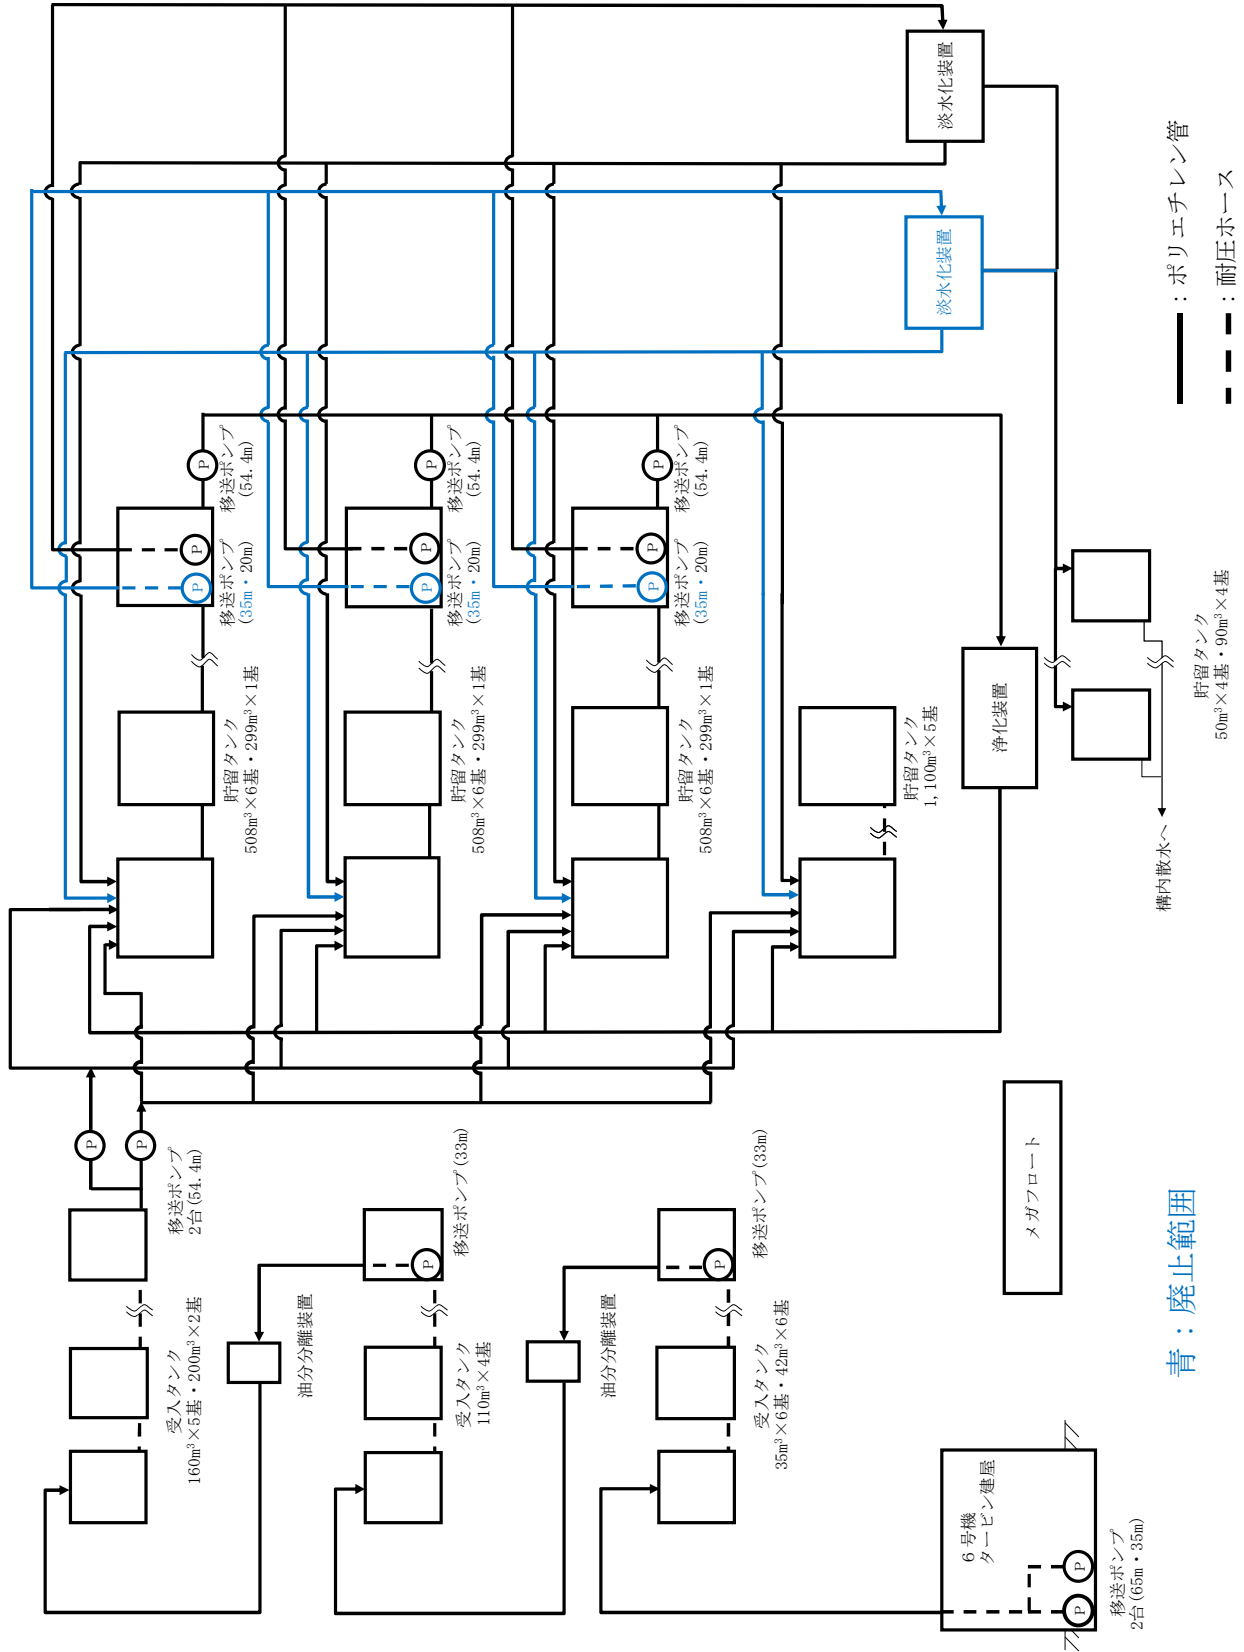 P
P
受入タンク
160m³×5基・200m³×2基
移送ポンプ
2台(54.4m)
貯留タンク
508m³×6基・299m³×1基
P
P
P
移送ポンプ
(35m・20m)
移送ポンプ
(54.4m)
油分分離装置
P
受入タンク
110m³×4基
移送ポンプ(33m)
貯留タンク
508m³×6基・299m³×1基
P
P
P
移送ポンプ
(35m・20m)
移送ポンプ
(54.4m)
油分分離装置
P
受入タンク
35m³×6基・42m³×6基
移送ポンプ(33m)
貯留タンク
508m³×6基・299m³×1基
P
P
P
移送ポンプ
(35m・20m)
移送ポンプ
(54.4m)
貯留タンク
1,100m³×5基
淡水化装置
淡水化装置
6号機
タービン建屋
P
P
移送ポンプ
2台(65m・35m)
メガフロート
浄化装置
構内散水へ
貯留タンク
50m³×4基・90m³×4基
青：廃止範囲
：ポリエチレン管
：耐圧ホース